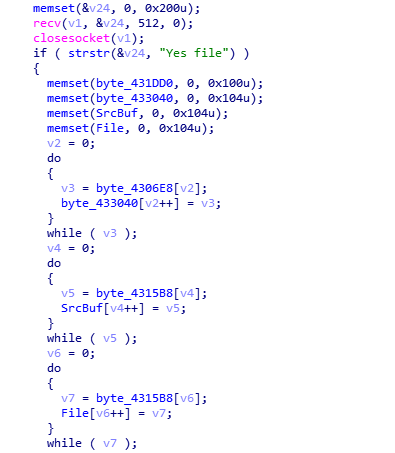 memset(&v24, 0, 0x200u);
recv(v1, &v24, 512, 0);
closesocket(v1);
if ( strstr(&v24, "Yes file") )
{
memset(byte_431DD0, 0, 0x100u);
memset(byte_433040, 0, 0x104u);
memset(SrcBuf, 0, 0x104u);
memset(File, 0, 0x104u);
v2 = 0;
do
{
v3 = byte_4306E8[v2];
byte_433040[v2++] = v3;
}
while ( v3 );
v4 = 0;
do
{
v5 = byte_4315B8[v4];
SrcBuf[v4++] = v5;
}
while ( v5 );
v6 = 0;
do
{
v7 = byte_4315B8[v6];
File[v6++] = v7;
}
while ( v7 );